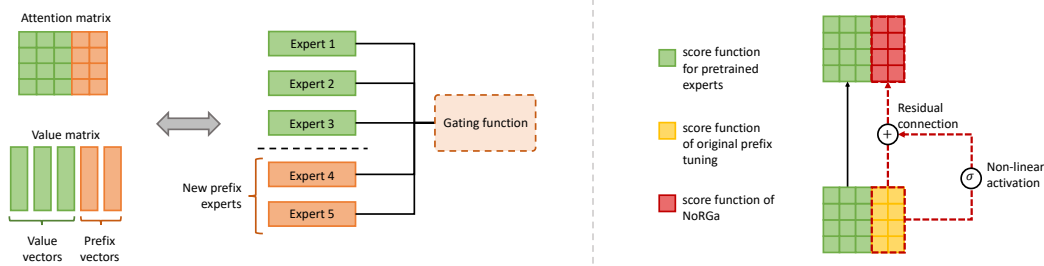 Attention matrix
Value matrix
Value
vectors
Prefix
vectors
Expert 1
Expert 2
Expert 3
New prefix
experts
Expert 4
Expert 5
Gating function
score function
for pretrained
experts
score function
of original prefix
tuning
score function of
NoRGa
Residual
connection
+
σ
Non-linear
activation